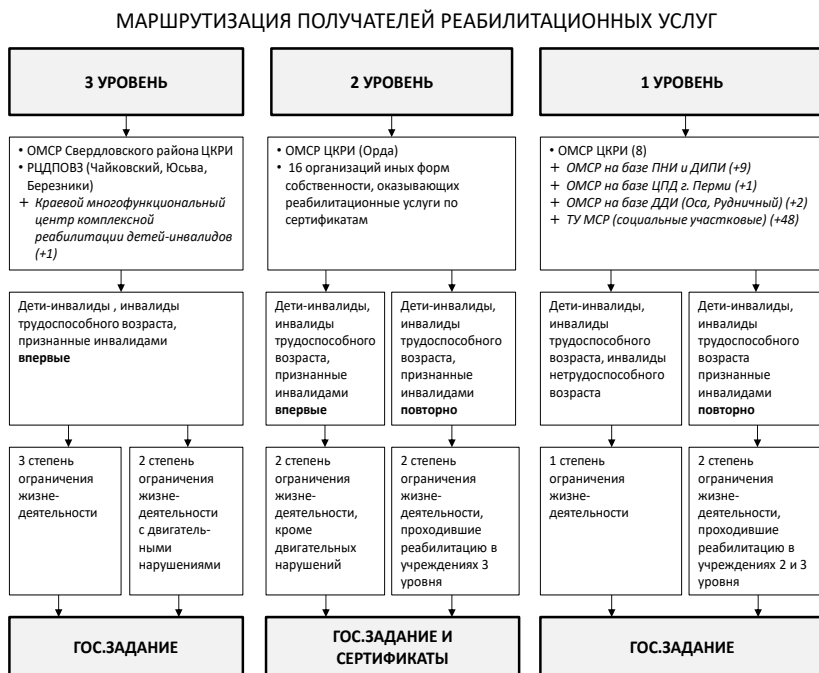 МАРШРУТИЗАЦИЯ ПОЛУЧАТЕЛЕЙ РЕАБИЛИТАЦИОННЫХ УСЛУГ
3 УРОВЕНЬ
• ОМСР Свердловского района ЦКРИ
• РЦДПОВЗ (Чайковский, Юсьва,
Березники)
+ Краевой многофункциональный
центр комплексной
реабилитации детей-инвалидов
(+1)
Дети-инвалиды , инвалиды
трудоспособного возраста,
признанные инвалидами
впервые
3 степень
ограничения
жизне-
деятельности
2 степень
ограничения
жизне-
деятельности
с двигатель-
ными
нарушениями
ГОС.ЗАДАНИЕ
2 УРОВЕНЬ
• ОМСР ЦКРИ (Орда)
• 16 организаций иных форм
собственности, оказывающих
реабилитационные услуги по
сертификатам
Дети-инвалиды,
инвалиды
трудоспособного
возраста,
признанные
инвалидами
впервые
Дети-инвалиды,
инвалиды
трудоспособного
возраста,
признанные
инвалидами
повторно
2 степень
ограничения
жизне-
деятельности,
кроме
двигательных
нарушений
2 степень
ограничения
жизне-
деятельности,
проходившие
реабилитацию в
учреждениях 3
уровня
ГОС.ЗАДАНИЕ И
СЕРТИФИКАТЫ
1 УРОВЕНЬ
• ОМСР ЦКРИ (8)
+ ОМСР на базе ПНИ и ДИПИ (+9)
+ ОМСР на базе ЦПД г. Перми (+1)
+ ОМСР на базе ДДИ (Оса, Рудничный) (+2)
+ ТУ МСР (социальные участковые) (+48)
Дети-инвалиды,
инвалиды
трудоспособного
возраста, инвалиды
нетрудоспособного
возраста
Дети-инвалиды,
инвалиды
трудоспособного
возраста
признанные
инвалидами
повторно
1 степень
ограничения
жизне-
деятельности
2 степень
ограничения
жизне-
деятельности,
проходившие
реабилитацию в
учреждениях 2 и 3
уровня
ГОС.ЗАДАНИЕ